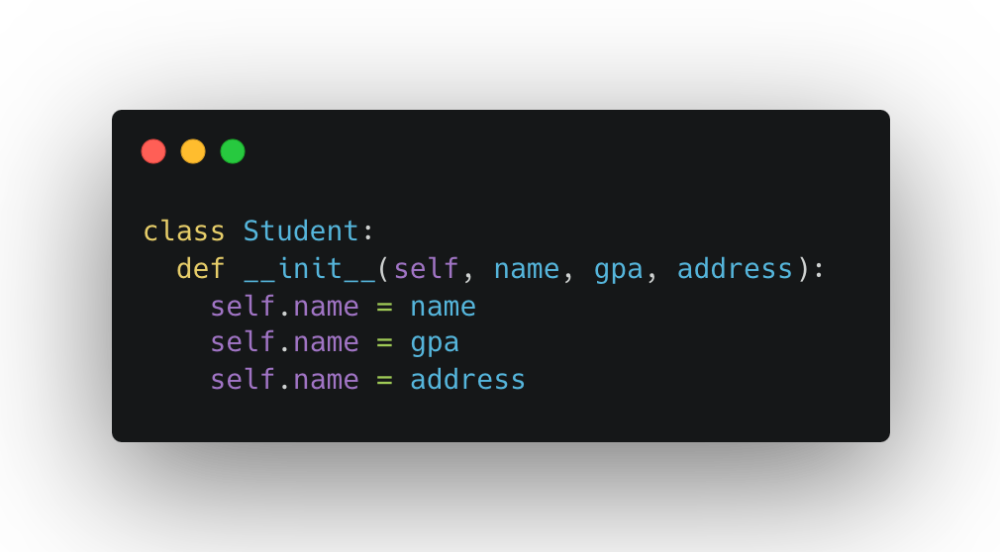 class Student:
  def __init__(self, name, gpa, address):
    self.name = name
    self.name = gpa
    self.name = address